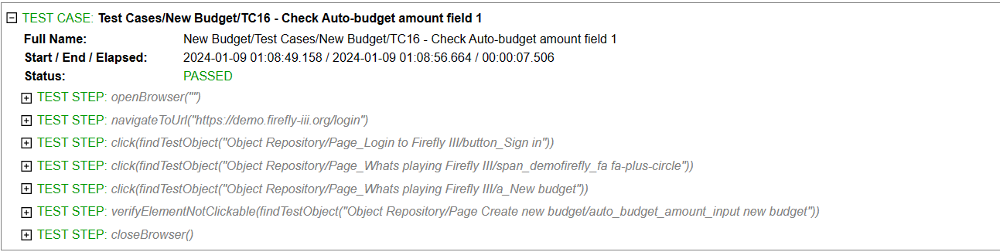 TEST CASE: Test Cases/New Budget/TC16 - Check Auto-budget amount field 1
Full Name: New Budget/Test Cases/New Budget/TC16 - Check Auto-budget amount field 1
Start / End / Elapsed: 2024-01-09 01:08:49.158 / 2024-01-09 01:08:56.664 / 00:00:07.506
Status: PASSED
TEST STEP: openBrowser("")
TEST STEP: navigateToUrl("https://demo.firefly-iii.org/login")
TEST STEP: click(findTestObject("Object Repository/Page_Login to Firefly III/button_Sign in"))
TEST STEP: click(findTestObject("Object Repository/Page_Whats playing Firefly III/span_demofirefly_fa fa-plus-circle"))
TEST STEP: click(findTestObject("Object Repository/Page_Whats playing Firefly III/a_New budget"))
TEST STEP: verifyElementNotClickable(findTestObject("Object Repository/Page Create new budget/auto_budget_amount_input new budget"))
TEST STEP: closeBrowser()